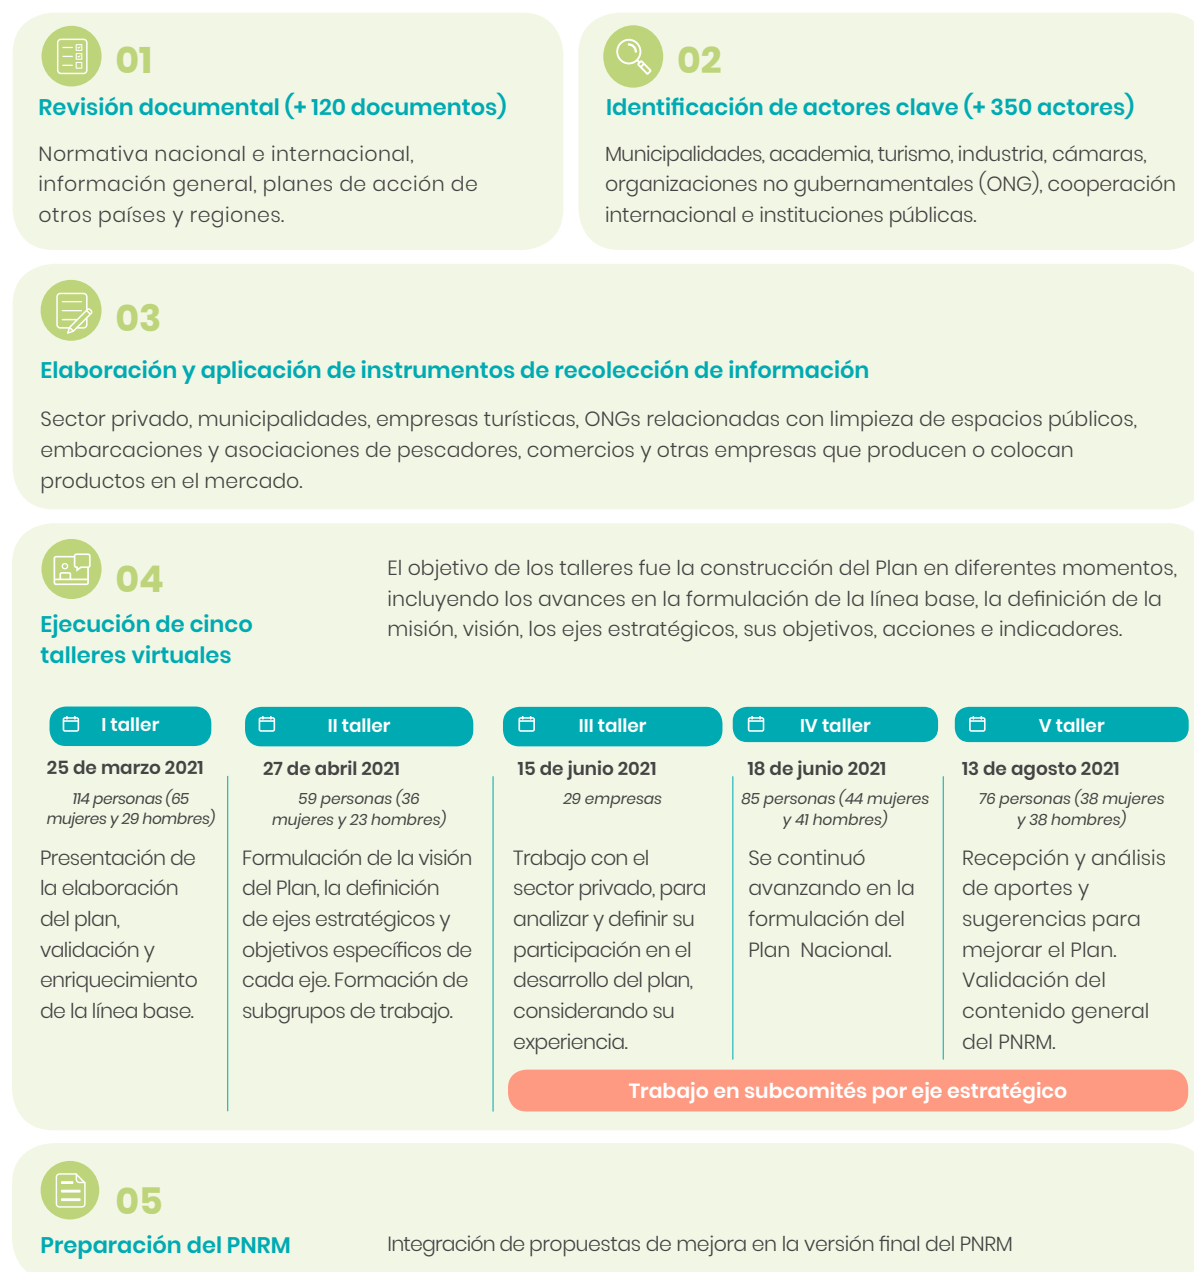 01
Revisión documental (+ 120 documentos)
Normativa nacional e internacional,
información general, planes de acción de
otros países y regiones.
02
Identificación de actores clave (+ 350 actores)
Municipalidades, academia, turismo, industria, cámaras,
organizaciones no gubernamentales (ONG), cooperación
internacional e instituciones públicas.
03
Elaboración y aplicación de instrumentos de recolección de información
Sector privado, municipalidades, empresas turísticas, ONGs relacionadas con limpieza de espacios públicos,
embarcaciones y asociaciones de pescadores, comercios y otras empresas que producen o colocan
productos en el mercado.
04
Ejecución de cinco
talleres virtuales
El objetivo de los talleres fue la construcción del Plan en diferentes momentos,
incluyendo los avances en la formulación de la línea base, la definición de la
misión, visión, los ejes estratégicos, sus objetivos, acciones e indicadores.
I taller
25 de marzo 2021
114 personas (65
mujeres y 29 hombres)
Presentación de
la elaboración
del plan,
validación y
enriquecimiento
de la línea base.
II taller
27 de abril 2021
59 personas (36
mujeres y 23 hombres)
Formulación de la visión
del Plan, la definición
de ejes estratégicos y
objetivos específicos de
cada eje. Formación de
subgrupos de trabajo.
III taller
15 de junio 2021
29 empresas
Trabajo con el
sector privado, para
analizar y definir su
participación en el
desarrollo del plan,
considerando su
experiencia.
IV taller
18 de junio 2021
85 personas (44 mujeres
y 41 hombres)
Se continuó
avanzando en la
formulación del
Plan Nacional.
V taller
13 de agosto 2021
76 personas (38 mujeres
y 38 hombres)
Recepción y análisis
de aportes y
sugerencias para
mejorar el Plan.
Validación del
contenido general
del PNRM.
Trabajo en subcomités por eje estratégico
05
Preparación del PNRM
Integración de propuestas de mejora en la versión final del PNRM